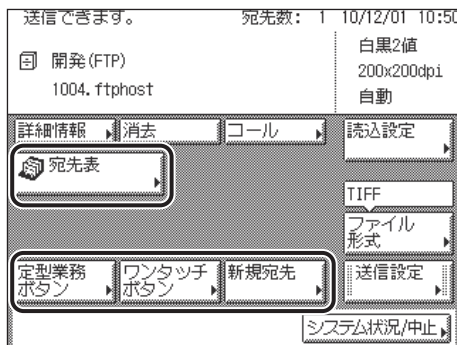 送信できます。 宛先数: 1 10/12/01 10:50
開発(FTP)
1004.ftphost
白黒2値
200x200dpi
自動
詳細情報 消去 コール 読込設定
宛先表
TIFF
ファイル
形式
定型業務
ボタン
ワンタッチ
ボタン
新規宛先
送信設定
システム状況/中止